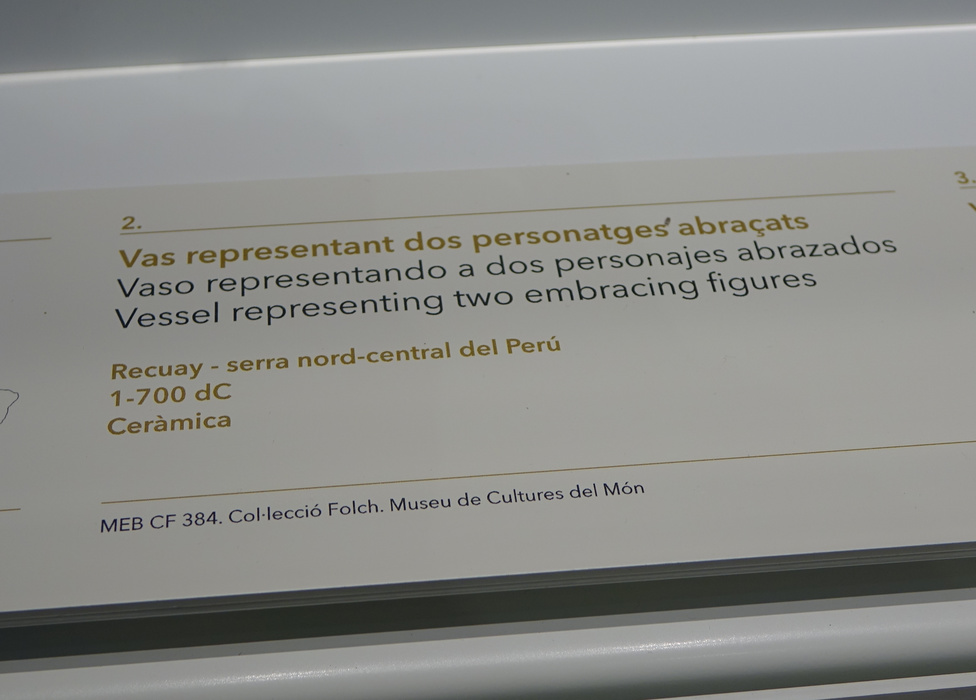 2.
Vas representant dos personatges abraçats
Vaso representando a dos personajes abrazados
Vessel representing two embracing figures
Recuay - serra nord-central del Perú
1-700 dC
Ceràmica
MEB CF 384. Col·lecció Folch. Museu de Cultures del Món
3.